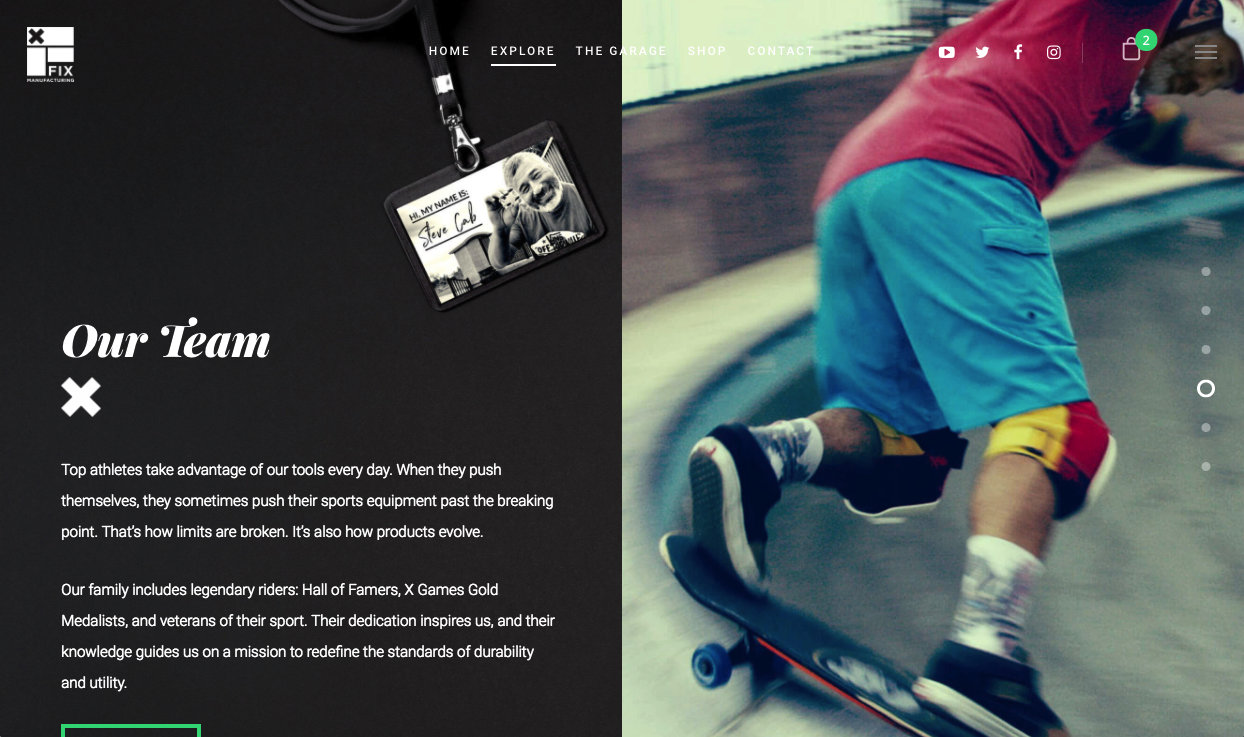 FIX
MANUFACTURING
HOME EXPLORE THE GARAGE SHOP CONTACT
2
HI, MY NAME IS:
Steve Cab
OFF
Our Team
Top athletes take advantage of our tools every day. When they push
themselves, they sometimes push their sports equipment past the breaking
point. That’s how limits are broken. It’s also how products evolve.
Our family includes legendary riders: Hall of Famers, X Games Gold
Medalists, and veterans of their sport. Their dedication inspires us, and their
knowledge guides us on a mission to redefine the standards of durability
and utility.